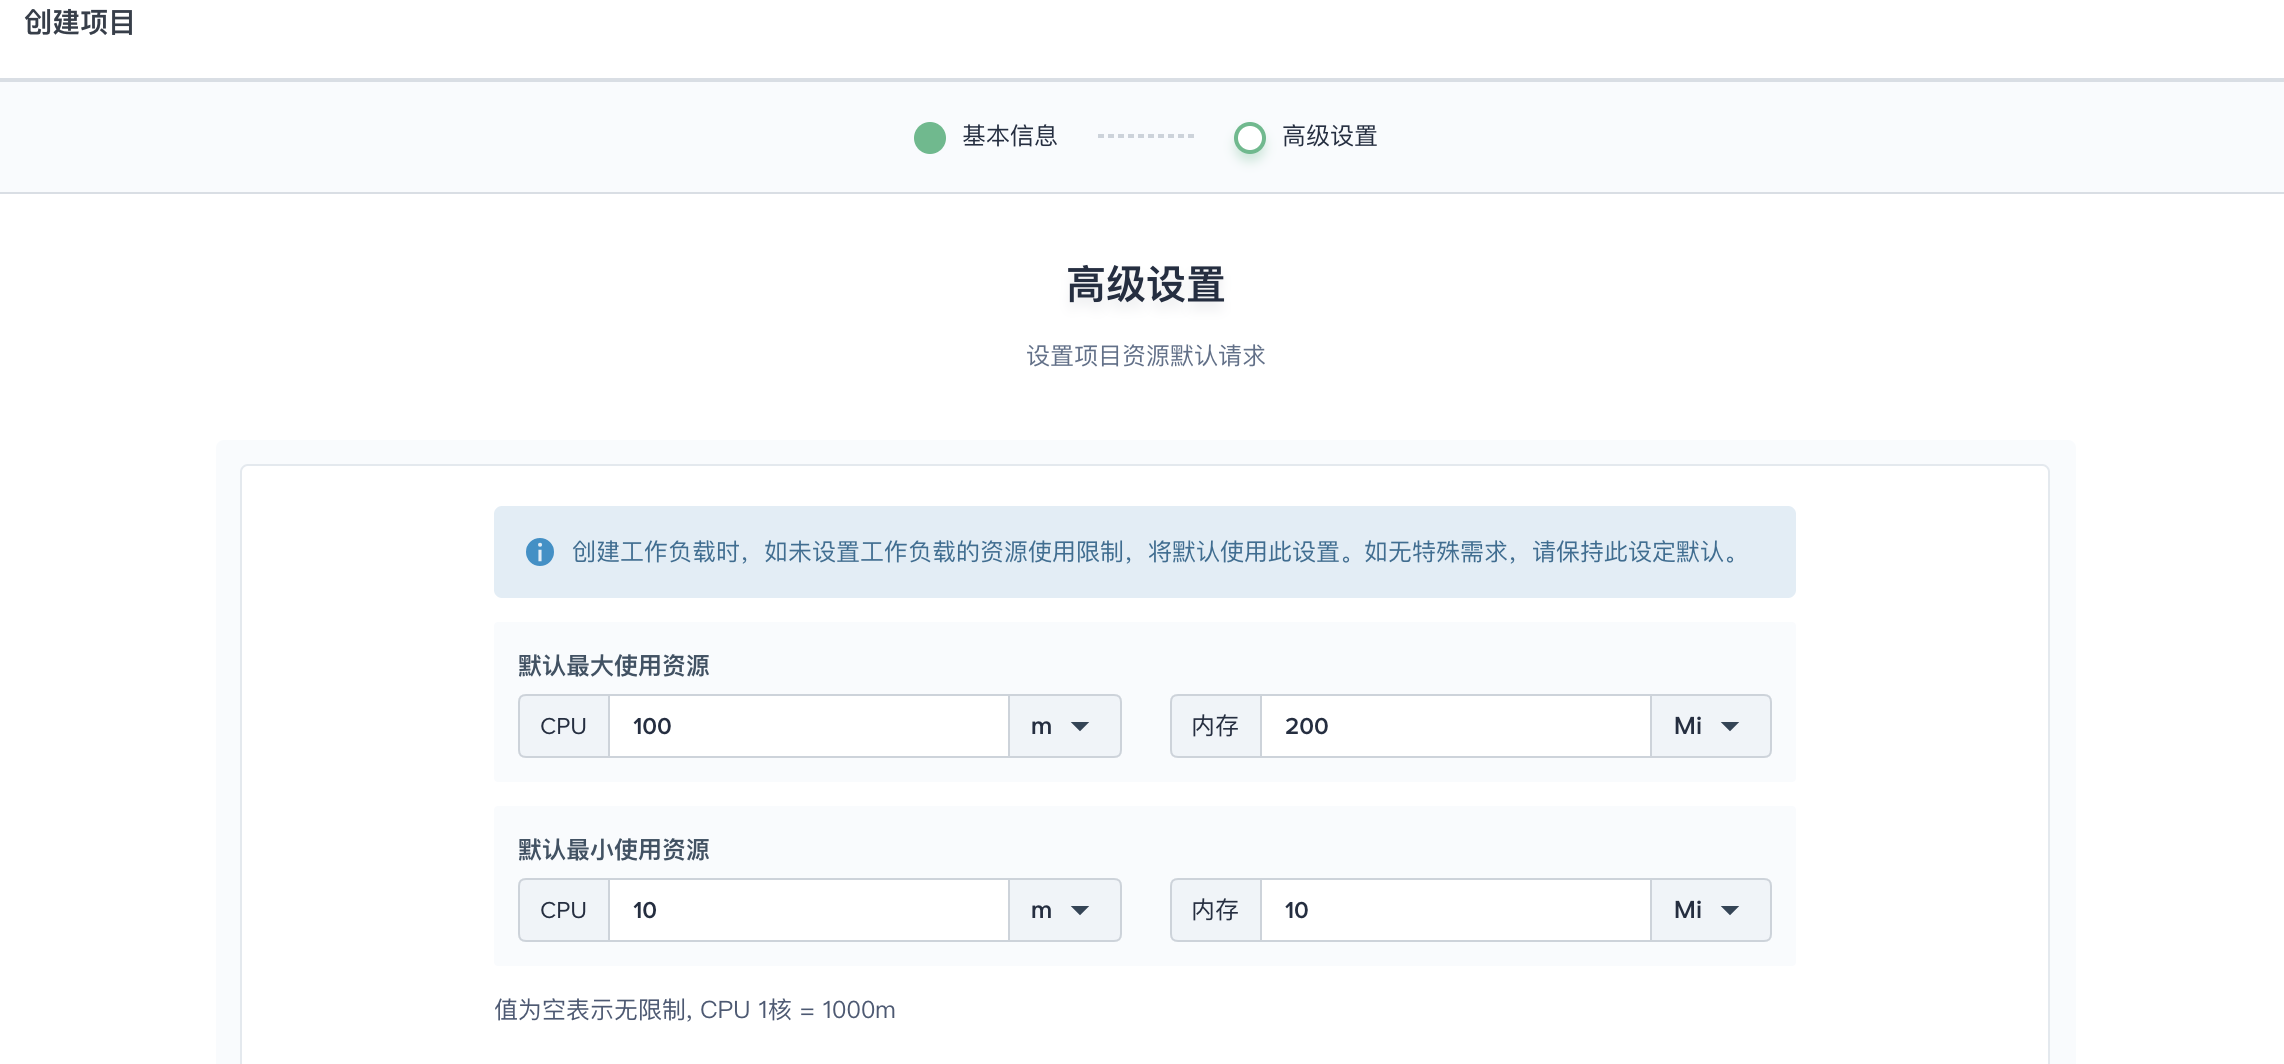 创建项目
基本信息
高级设置
高级设置
设置项目资源默认请求
创建工作负载时，如未设置工作负载的资源使用限制，将默认使用此设置。如无特殊需求，请保持此设定默认。
默认最大使用资源
CPU 100 m 内存 200 Mi
默认最小使用资源
CPU 10 m 内存 10 Mi
值为空表示无限制, CPU 1核 = 1000m